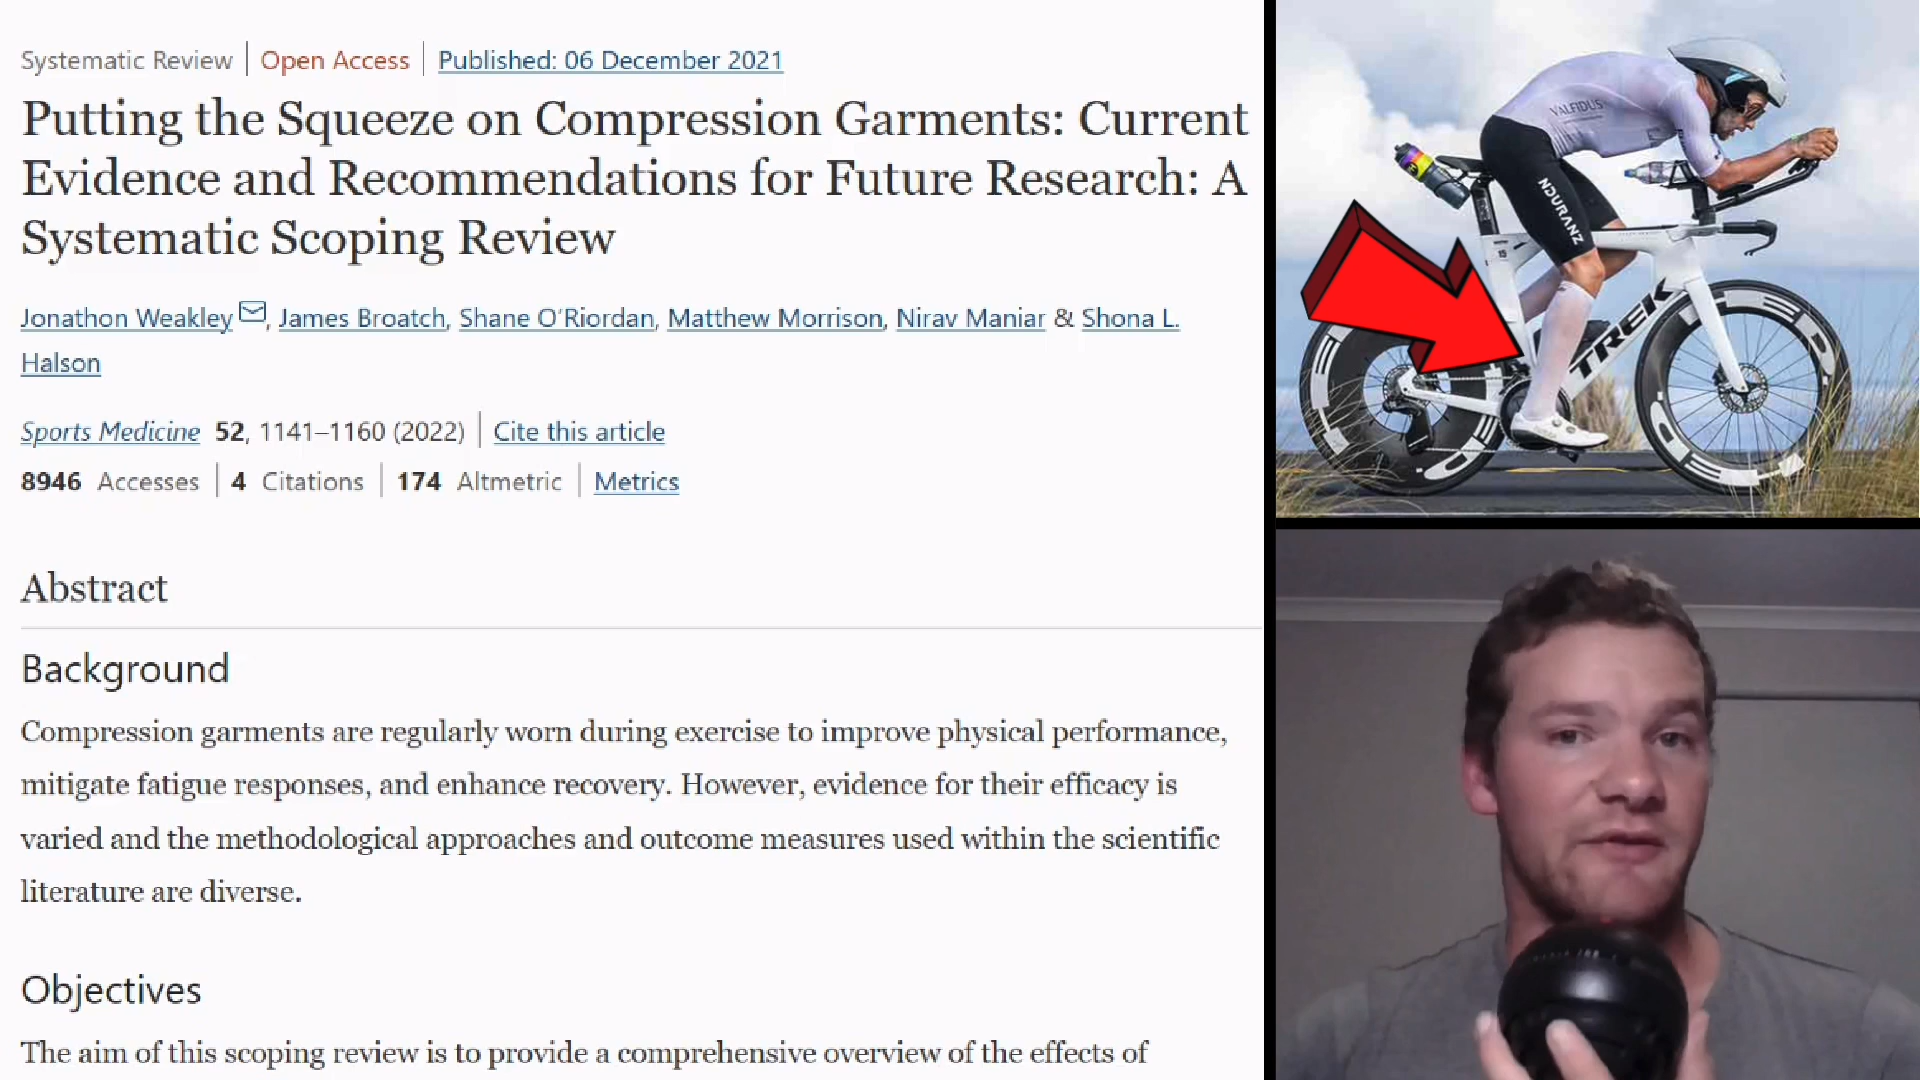 Systematic Review | Open Access | Published: 06 December 2021
Putting the Squeeze on Compression Garments: Current
Evidence and Recommendations for Future Research: A
Systematic Scoping Review
Jonathon Weakley, James Broatch, Shane O'Riordan, Matthew Morrison, Nirav Maniar & Shona L.
Halson
Sports Medicine 52, 1141–1160 (2022) | Cite this article
8946 Accesses | 4 Citations | 174 Altmetric | Metrics
Abstract
Background
Compression garments are regularly worn during exercise to improve physical performance,
mitigate fatigue responses, and enhance recovery. However, evidence for their efficacy is
varied and the methodological approaches and outcome measures used within the scientific
literature are diverse.
Objectives
The aim of this scoping review is to provide a comprehensive overview of the effects of
VALFIDUS
NDURANZ
15
TREK